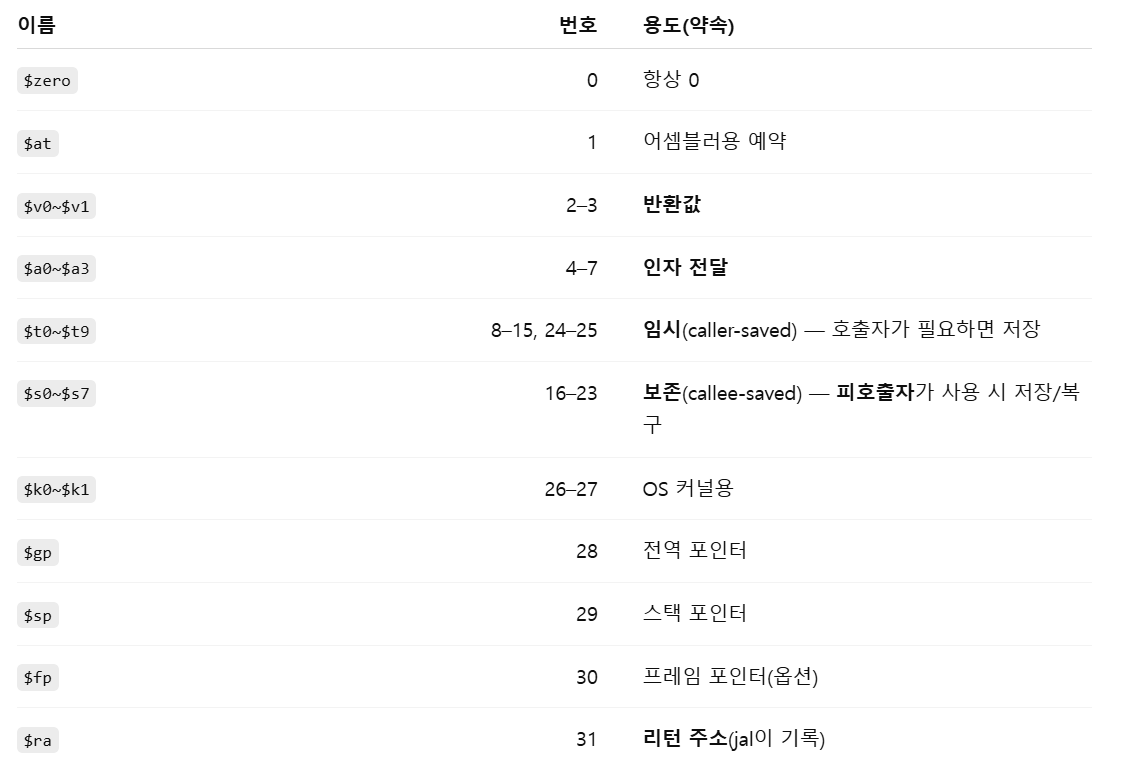 이름 번호 용도(약속)
$zero 0 항상 0
$at 1 어셈블러용 예약
$v0~$v1 2–3 반환값
$a0~$a3 4–7 인자 전달
$t0~$t9 8–15, 24–25 임시(caller-saved) — 호출자가 필요하면 저장
$s0~$s7 16–23 보존(callee-saved) — 피호출자가 사용 시 저장/복
구
$k0~$k1 26–27 OS 커널용
$gp 28 전역 포인터
$sp 29 스택 포인터
$fp 30 프레임 포인터(옵션)
$ra 31 리턴 주소(jal이 기록)